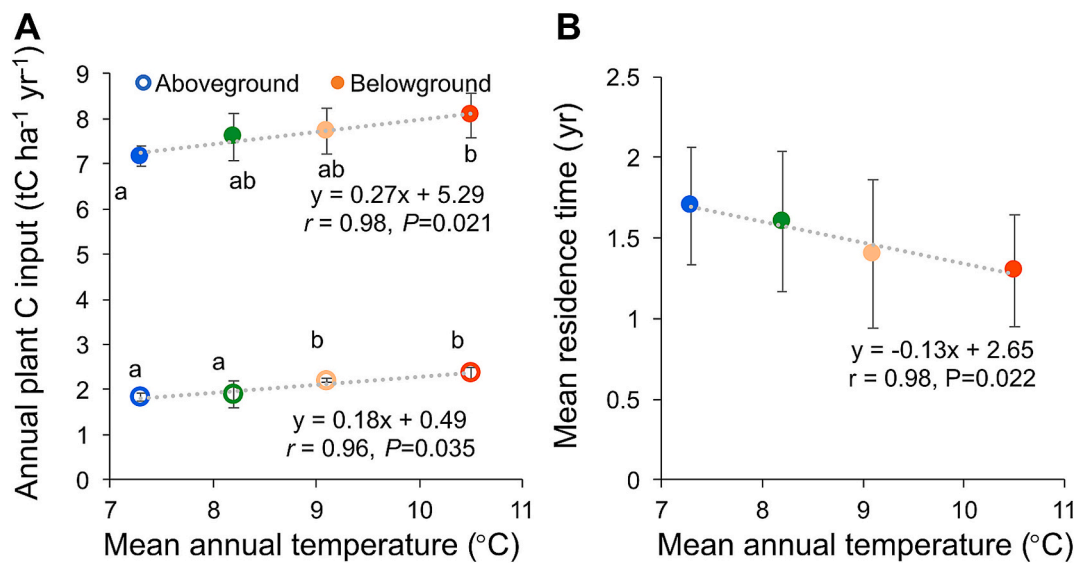 A
Annual plant C input (tC ha⁻¹ yr⁻¹)
9
8
7
6
5
4
3
2
1
0
Aboveground
Belowground
a
ab
ab
b
y = 0.27x + 5.29
r = 0.98, P=0.021
a
a
b
b
y = 0.18x + 0.49
r = 0.96, P=0.035
7
8
9
10
11
Mean annual temperature (°C)
B
Mean residence time (yr)
2.5
2
1.5
1
0.5
0
y = -0.13x + 2.65
r = 0.98, P=0.022
7
8
9
10
11
Mean annual temperature (°C)